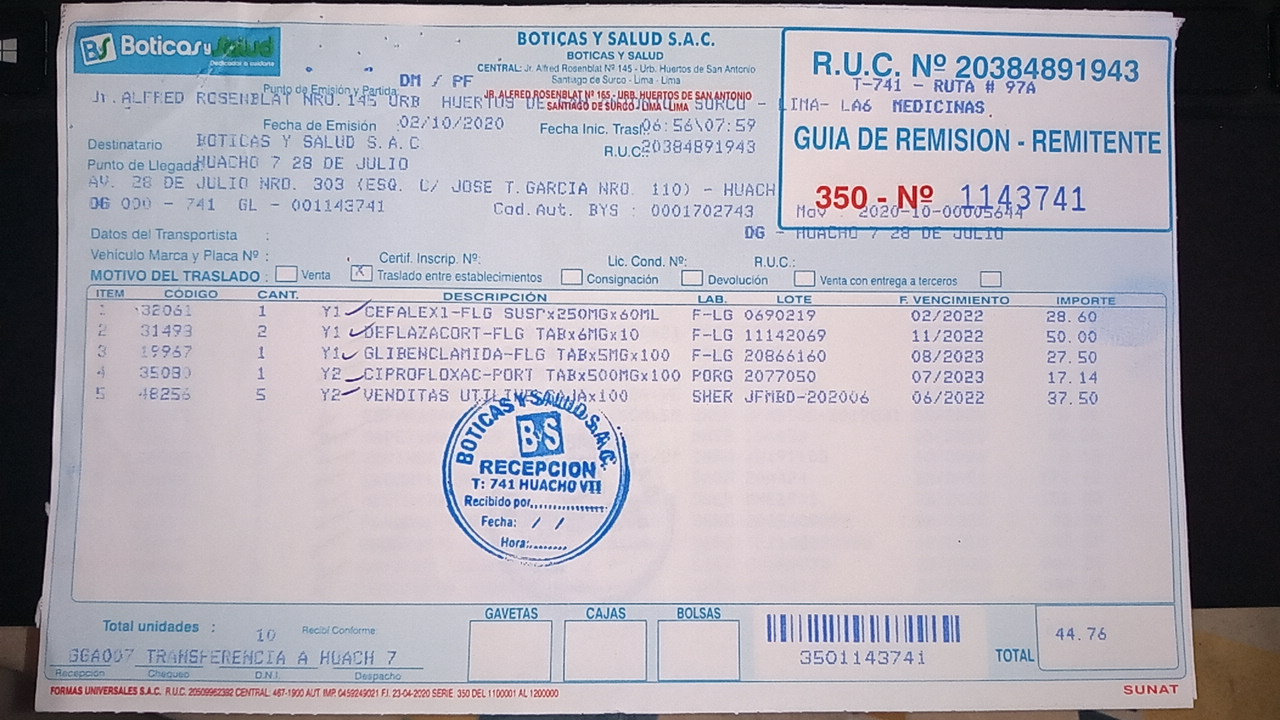 BS Boticas y Salud
Dedicados a cuidarte
BOTICAS Y SALUD S.A.C.
BOTICAS Y SALUD
CENTRAL: Jr. Alfred Rosenblat Nº 145 - Urb. Huertos de San Antonio
Santiago de Surco - Lima - Lima
JR. ALFRED ROSENBLAT Nº 165 - URB. HUERTOS DE SAN ANTONIO
SANTIAGO DE SURCO - LIMA - LIMA
R.U.C. Nº 20384891943
T-741 - RUTA # 97A
MEDICINAS
GUIA DE REMISION - REMITENTE
350 - Nº 1143741
Mov : 2020-10-00005644
DG - HUACHO 7 28 DE JULIO
Punto de Emisión y Partida: DM / PF
Jr. ALFRED ROSENBLAT NRO. 145 URB HUERTOS DE SURCO - LIMA-
Fecha de Emisión 02/10/2020 Fecha Inic. Trasl. 06:56\07:59
Destinatario BOTICAS Y SALUD S.A.C R.U.C.: 20384891943
Punto de Llegada: HUACHO 7 28 DE JULIO
AV. 28 DE JULIO NRO. 303 (ESQ. C/ JOSE T.GARCIA NRO. 110) - HUACH
DG 000 - 741 GL - 001143741 Cod.Aut. BYS : 0001702743
Datos del Transportista :
Vehículo Marca y Placa Nº : Certif. Inscrip. Nº: Lic. Cond. Nº: R.U.C.:
MOTIVO DEL TRASLADO : Venta X Traslado entre establecimientos Consignación Devolución Venta con entrega a terceros
ITEM CÓDIGO CANT. DESCRIPCIÓN LAB. LOTE F. VENCIMIENTO IMPORTE
1 32061 1 Y1 CEFALEXI-FLG SUSPx250MGx60ML F-LG 0690219 02/2022 28.60
2 31493 2 Y1 DEFLAZACORT-FLG TABx6MGx10 F-LG 11142069 11/2022 50.00
3 19967 1 Y1 GLIBENCLAMIDA-FLG TABx5MGx100 F-LG 20866160 08/2023 27.50
4 35080 1 Y2 CIPROFLOXAC-PORT TABx500MGx100 PORG 2077050 07/2023 17.14
5 48256 5 Y2 VENDITAS CAJAx100 SHER JFMBD-202006 06/2022 37.50
BOTICAS Y SALUD S.A.C.
BS
RECEPCION
T: 741 HUACHO VII
Recibido por..............
Fecha: / /
Hora:.......
GAVETAS CAJAS BOLSAS
Total unidades : 10 Recibí Conforme
GGA007 TRANSFERENCIA A HUACH 7
Recepción Chequeo D.N.I. Despacho
3501143741
TOTAL 44.76
FORMAS UNIVERSALES S.A.C. R.U.C. 20509962392 CENTRAL: 467-1900 AUT. IMP. 0459249021 F.I. 23-04-2020 SERIE 350 DEL 1100001 AL 1200000
SUNAT